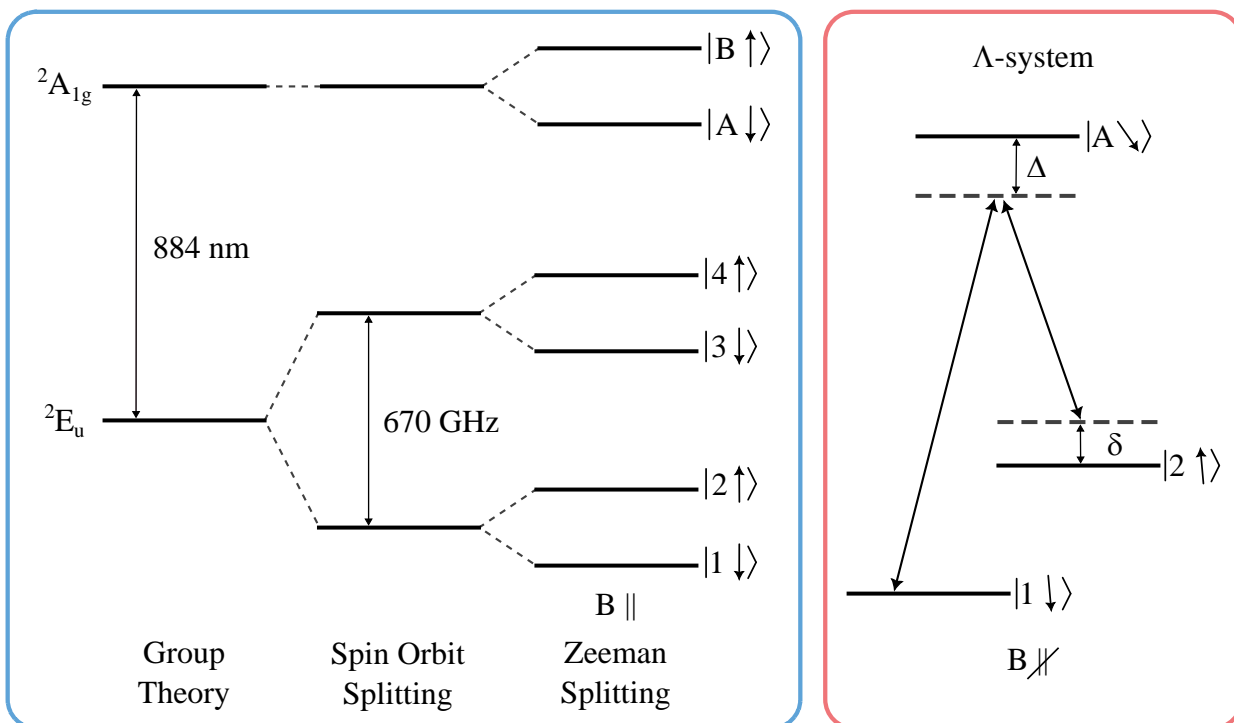 |B ↑⟩
²A₁g
|A ↓⟩
884 nm
|4 ↑⟩
|3 ↓⟩
670 GHz
²Eᵤ
|2 ↑⟩
|1 ↓⟩
B ||
Group
Theory
Spin Orbit
Splitting
Zeeman
Splitting
Λ-system
|A ↘⟩
Δ
δ
|2 ↑⟩
|1 ↓⟩
B ∦